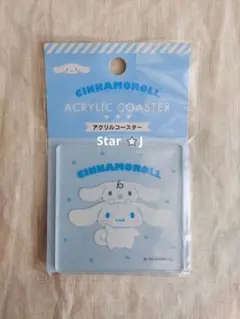 CINNAMOROLL
ACRYLIC COASTER
アクリルコースター
Star ☆J
CINNAMOROLL